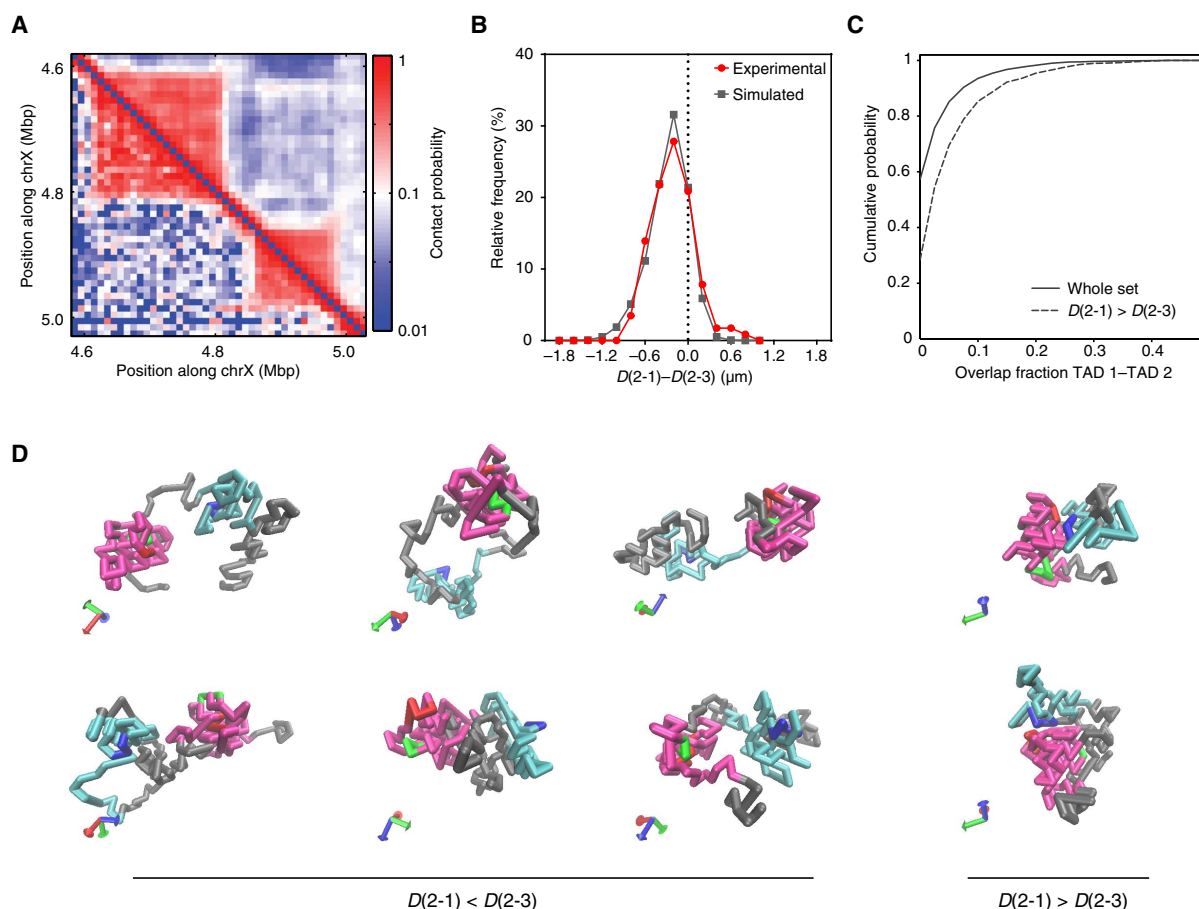 A
4.6
4.8
5.0
Position along chrX (Mbp)
4.6
4.8
5.0
Position along chrX (Mbp)
1
0.1
0.01
Contact probability
B
40
30
20
10
0
Relative frequency (%)
Experimental
Simulated
–1.8
–1.2
–0.6
0.0
0.6
1.2
1.8
D(2-1)–D(2-3) (μm)
C
1
0.8
0.6
0.4
0.2
0
Cumulative probability
Whole set
D(2-1) > D(2-3)
0
0.1
0.2
0.3
0.4
Overlap fraction TAD 1–TAD 2
D
D(2-1) < D(2-3)
D(2-1) > D(2-3)